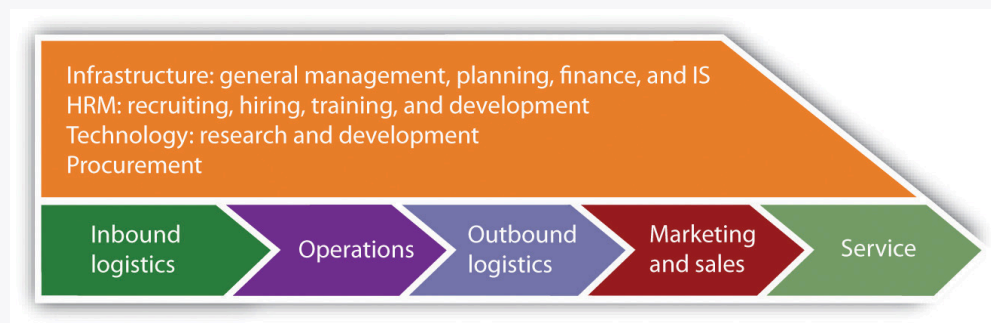 Infrastructure: general management, planning, finance, and IS
HRM: recruiting, hiring, training, and development
Technology: research and development
Procurement
Inbound
logistics
Operations
Outbound
logistics
Marketing
and sales
Service